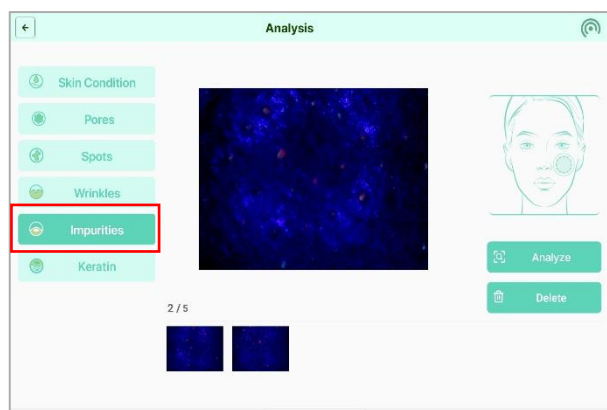 Analysis
Skin Condition
Pores
Spots
Wrinkles
Impurities
Keratin
Analyze
Delete
2 / 5